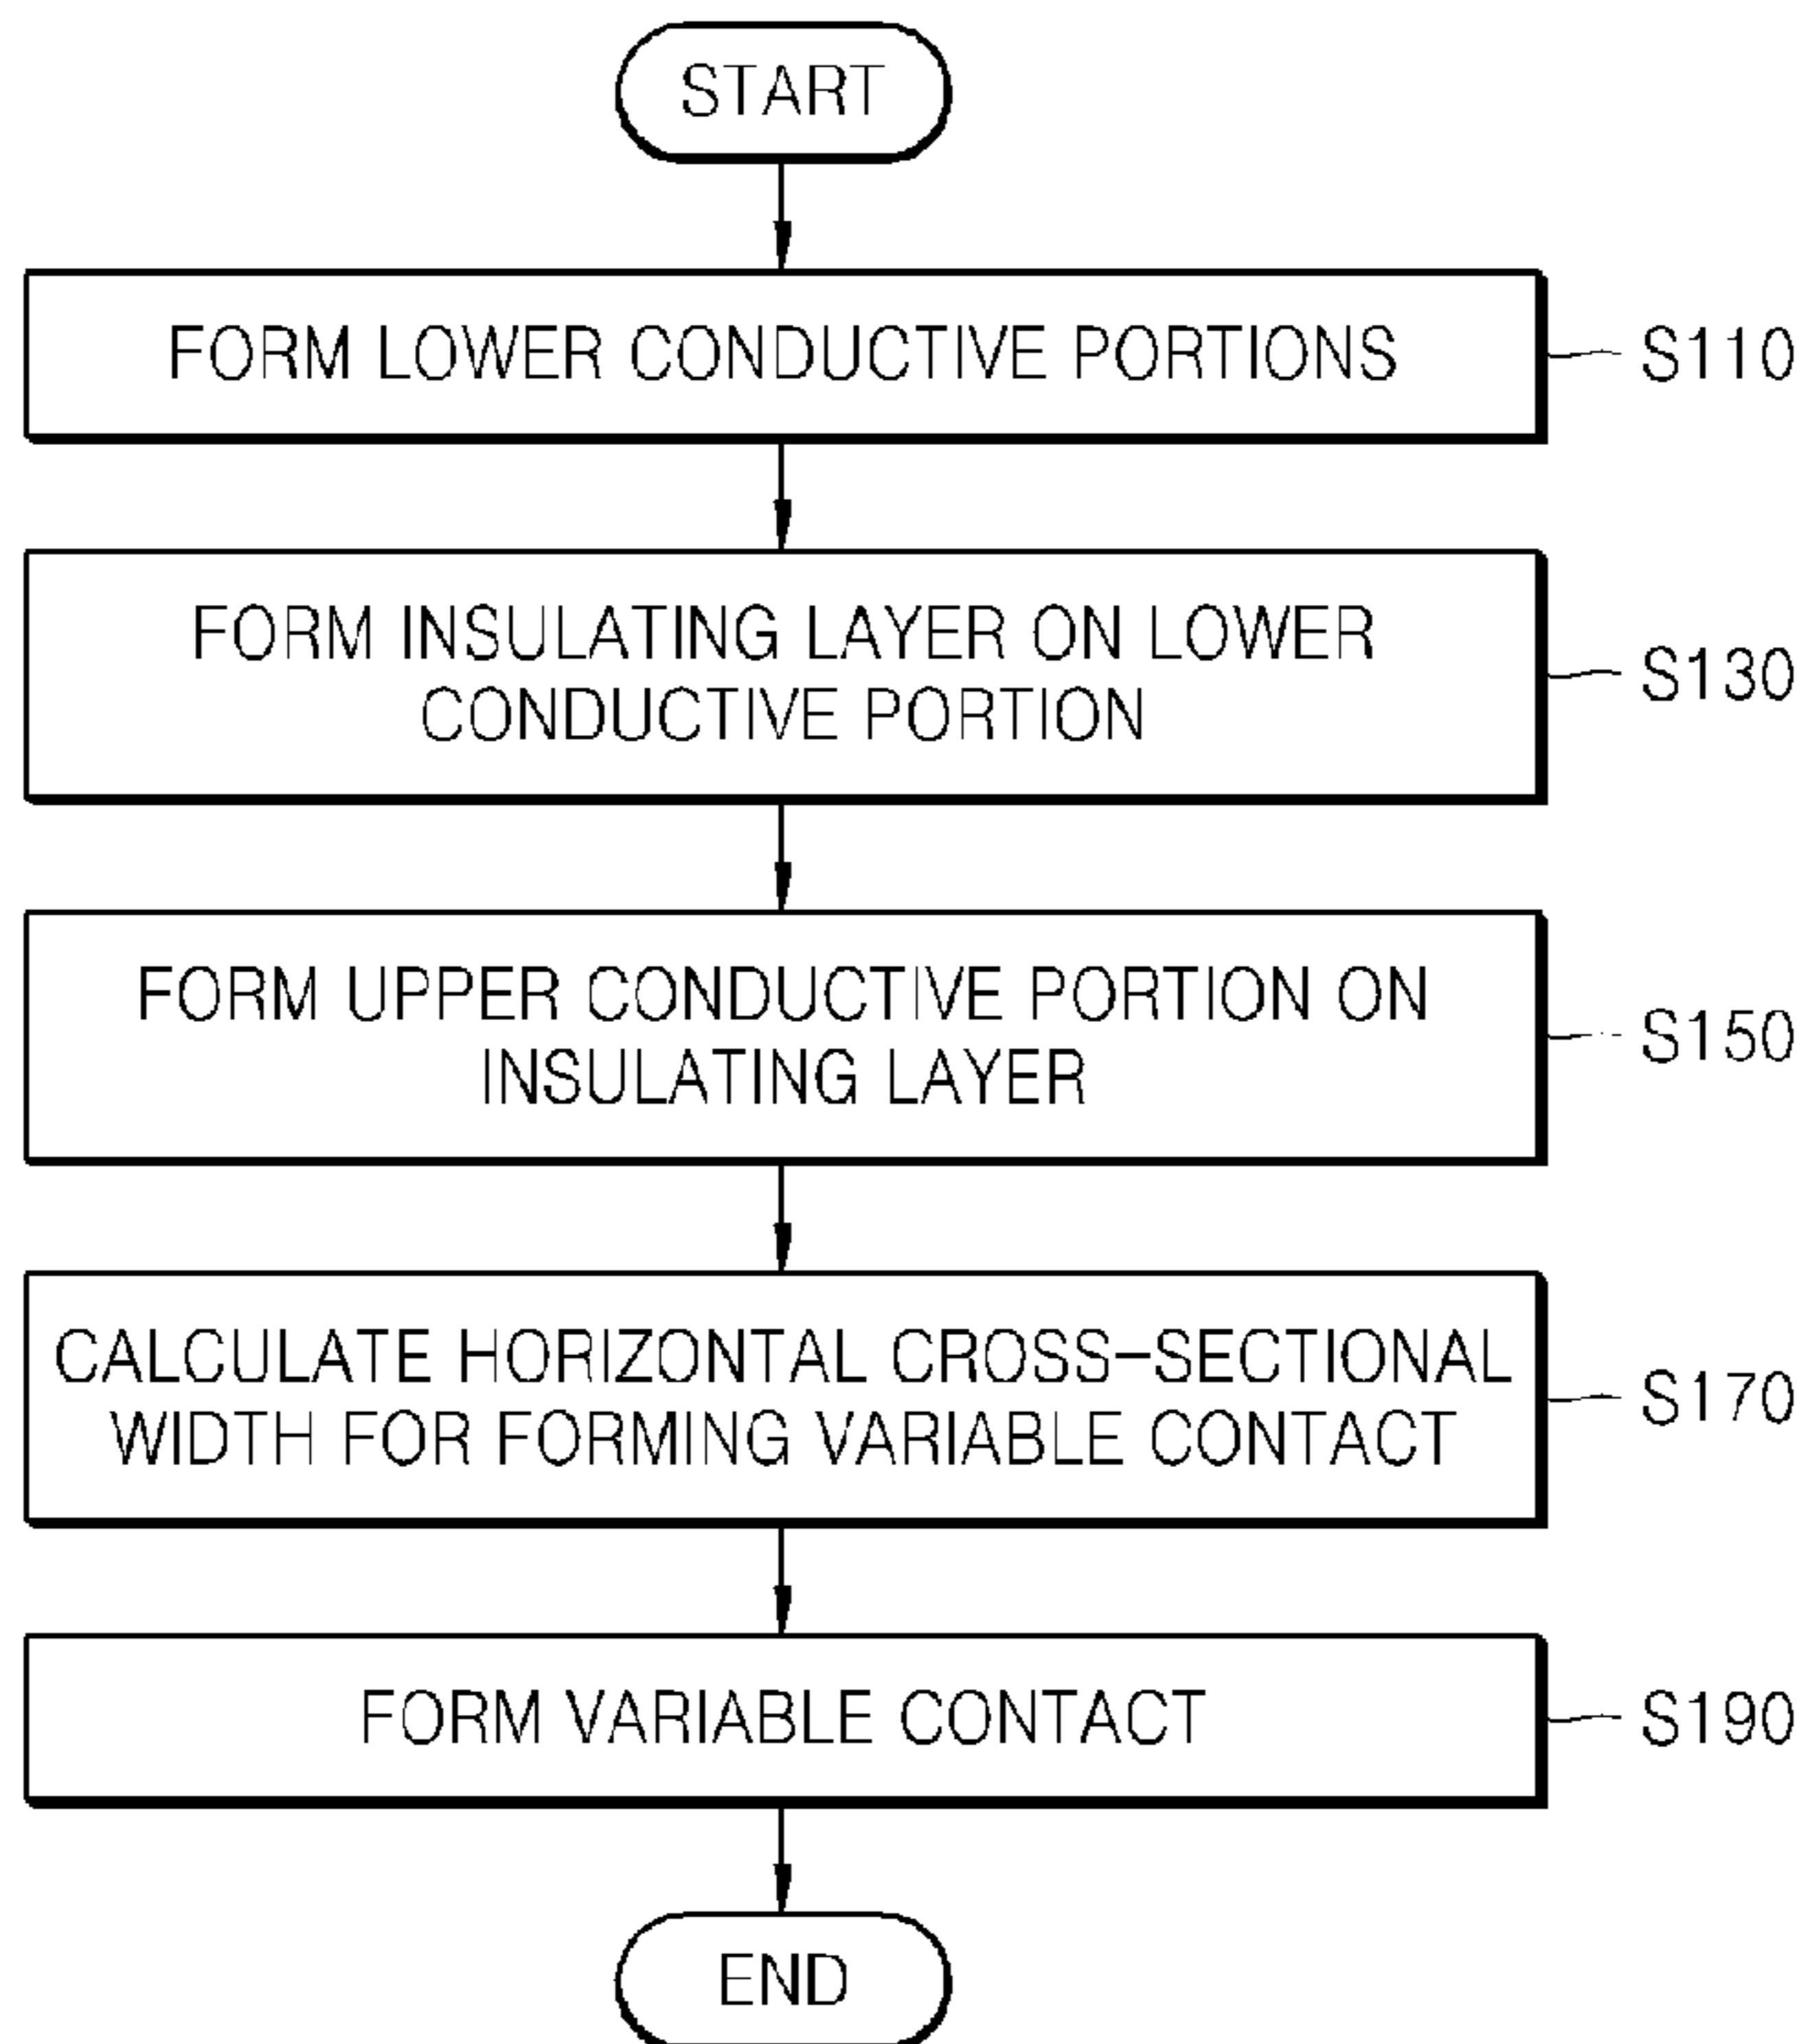 START
FORM LOWER CONDUCTIVE PORTIONS
S110
FORM INSULATING LAYER ON LOWER
CONDUCTIVE PORTION
S130
FORM UPPER CONDUCTIVE PORTION ON
INSULATING LAYER
S150
CALCULATE HORIZONTAL CROSS-SECTIONAL
WIDTH FOR FORMING VARIABLE CONTACT
S170
FORM VARIABLE CONTACT
S190
END